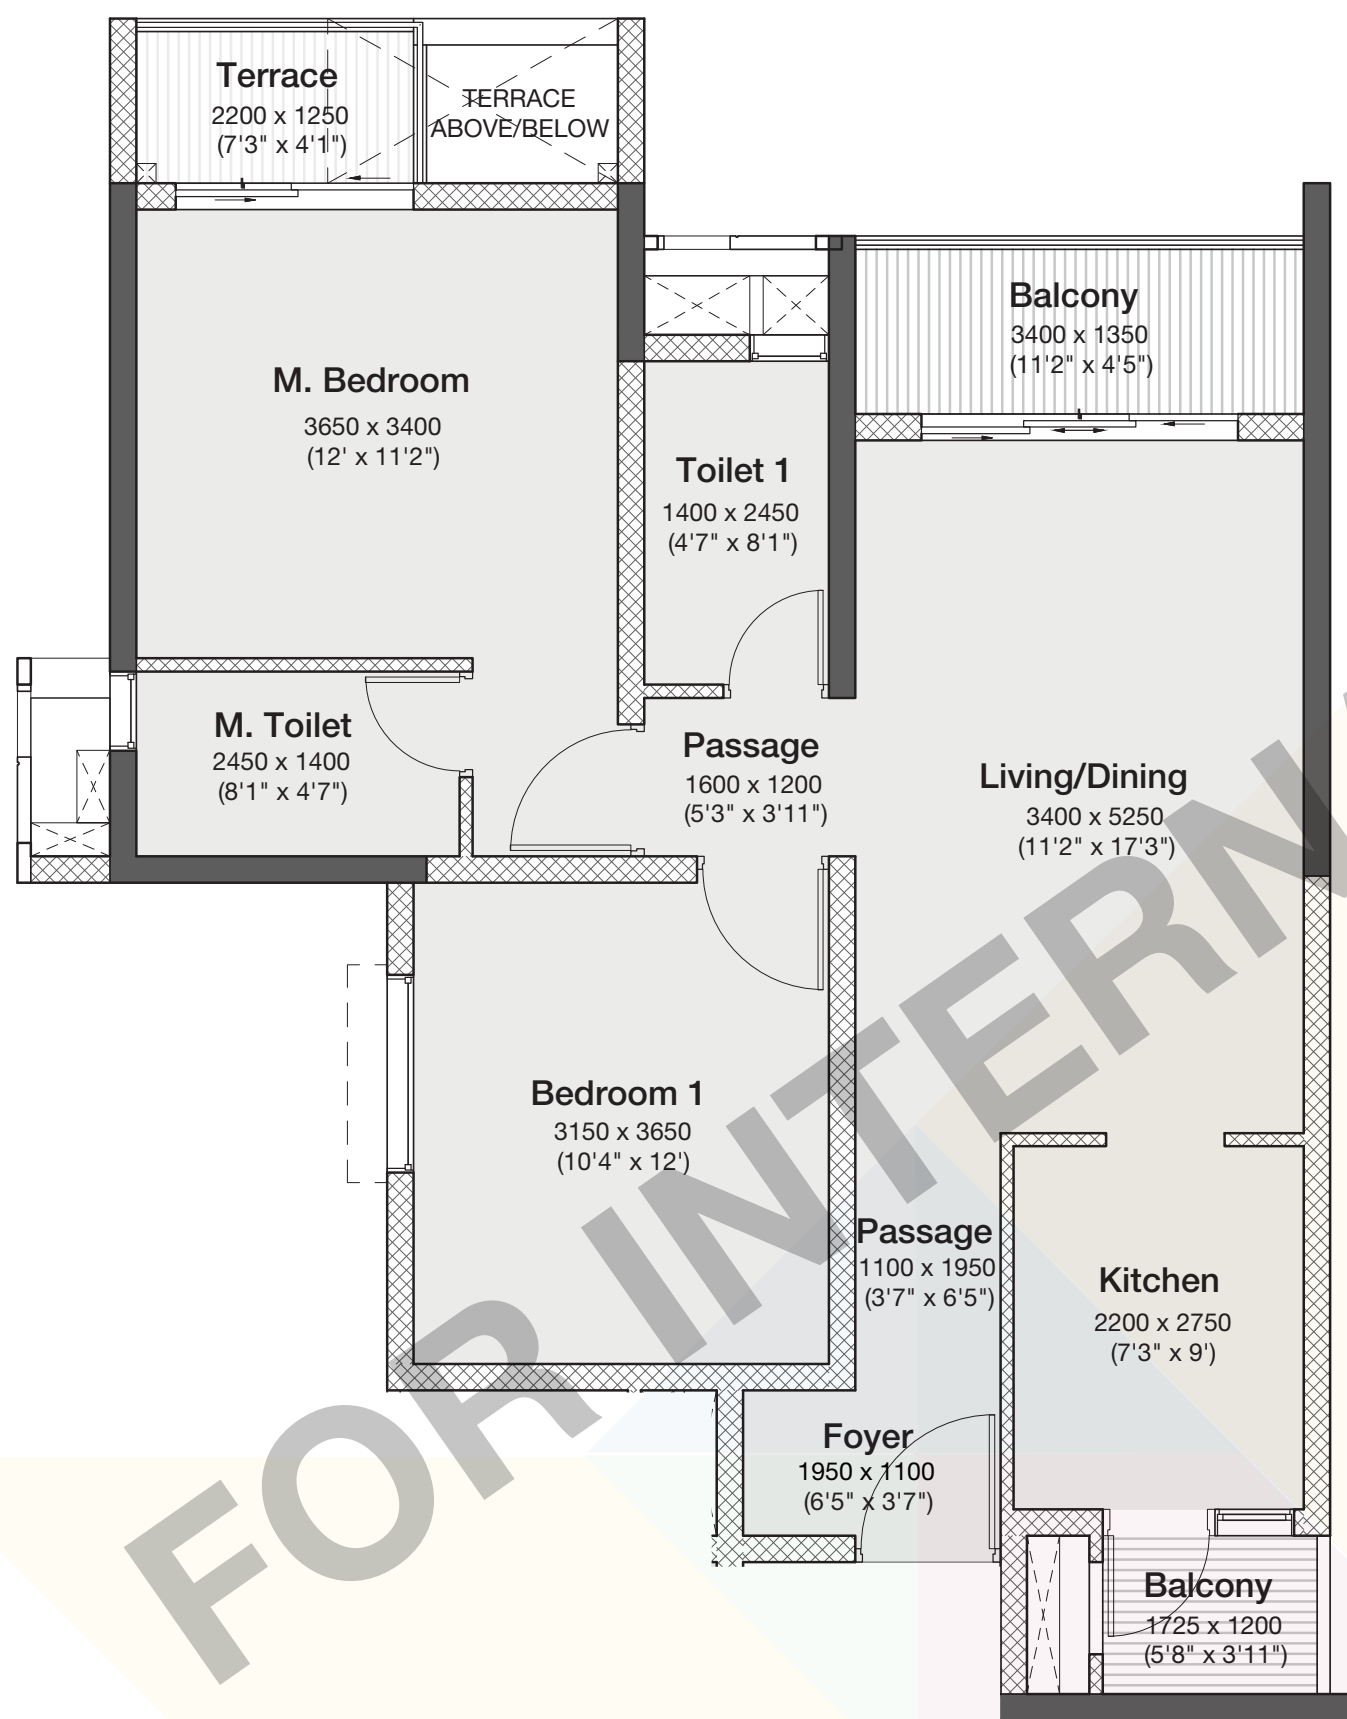 Terrace
2200 x 1250
(7'3" x 4'1")
TERRACE
ABOVE/BELOW
Balcony
3400 x 1350
(11'2" x 4'5")
M. Bedroom
3650 x 3400
(12' x 11'2")
Toilet 1
1400 x 2450
(4'7" x 8'1")
M. Toilet
2450 x 1400
(8'1" x 4'7")
Passage
1600 x 1200
(5'3" x 3'11")
Living/Dining
3400 x 5250
(11'2" x 17'3")
Bedroom 1
3150 x 3650
(10'4" x 12')
Passage
1100 x 1950
(3'7" x 6'5")
Kitchen
2200 x 2750
(7'3" x 9')
Foyer
1950 x 1100
(6'5" x 3'7")
Balcony
1725 x 1200
(5'8" x 3'11")
FOR INTERN